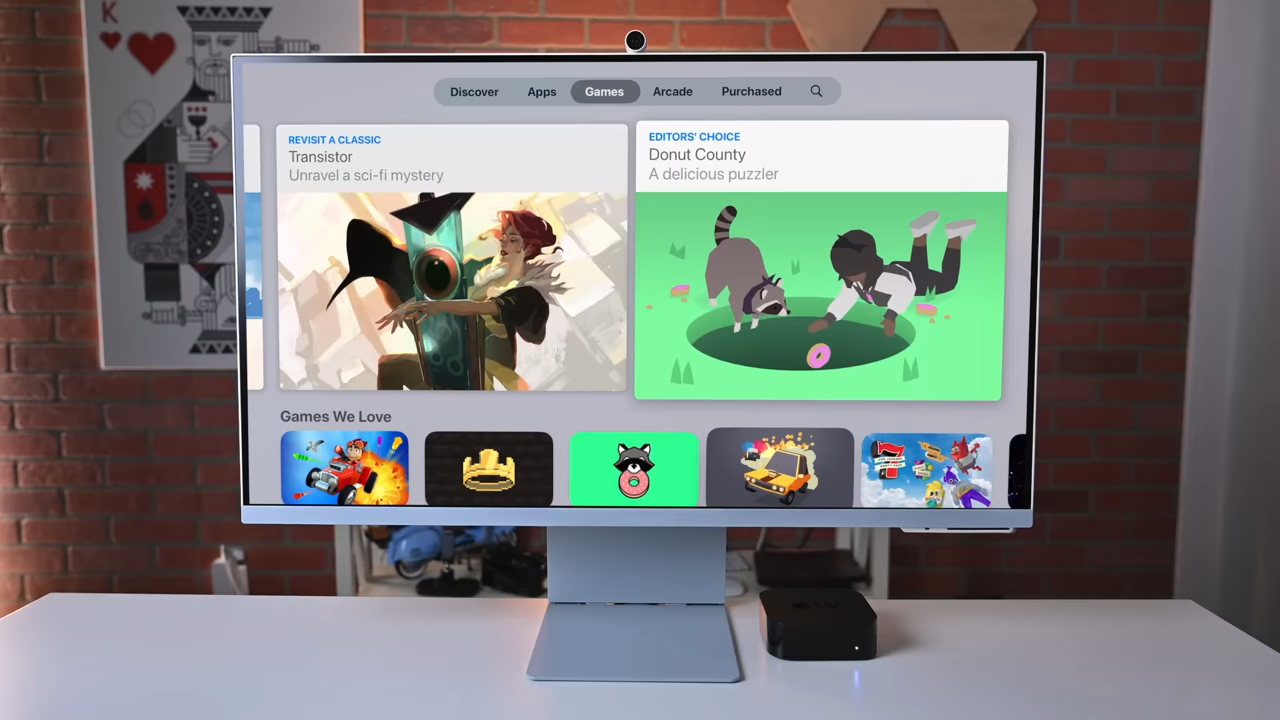 K
Discover Apps Games Arcade Purchased
REVISIT A CLASSIC
Transistor
Unravel a sci-fi mystery
EDITORS' CHOICE
Donut County
A delicious puzzler
Games We Love
tv